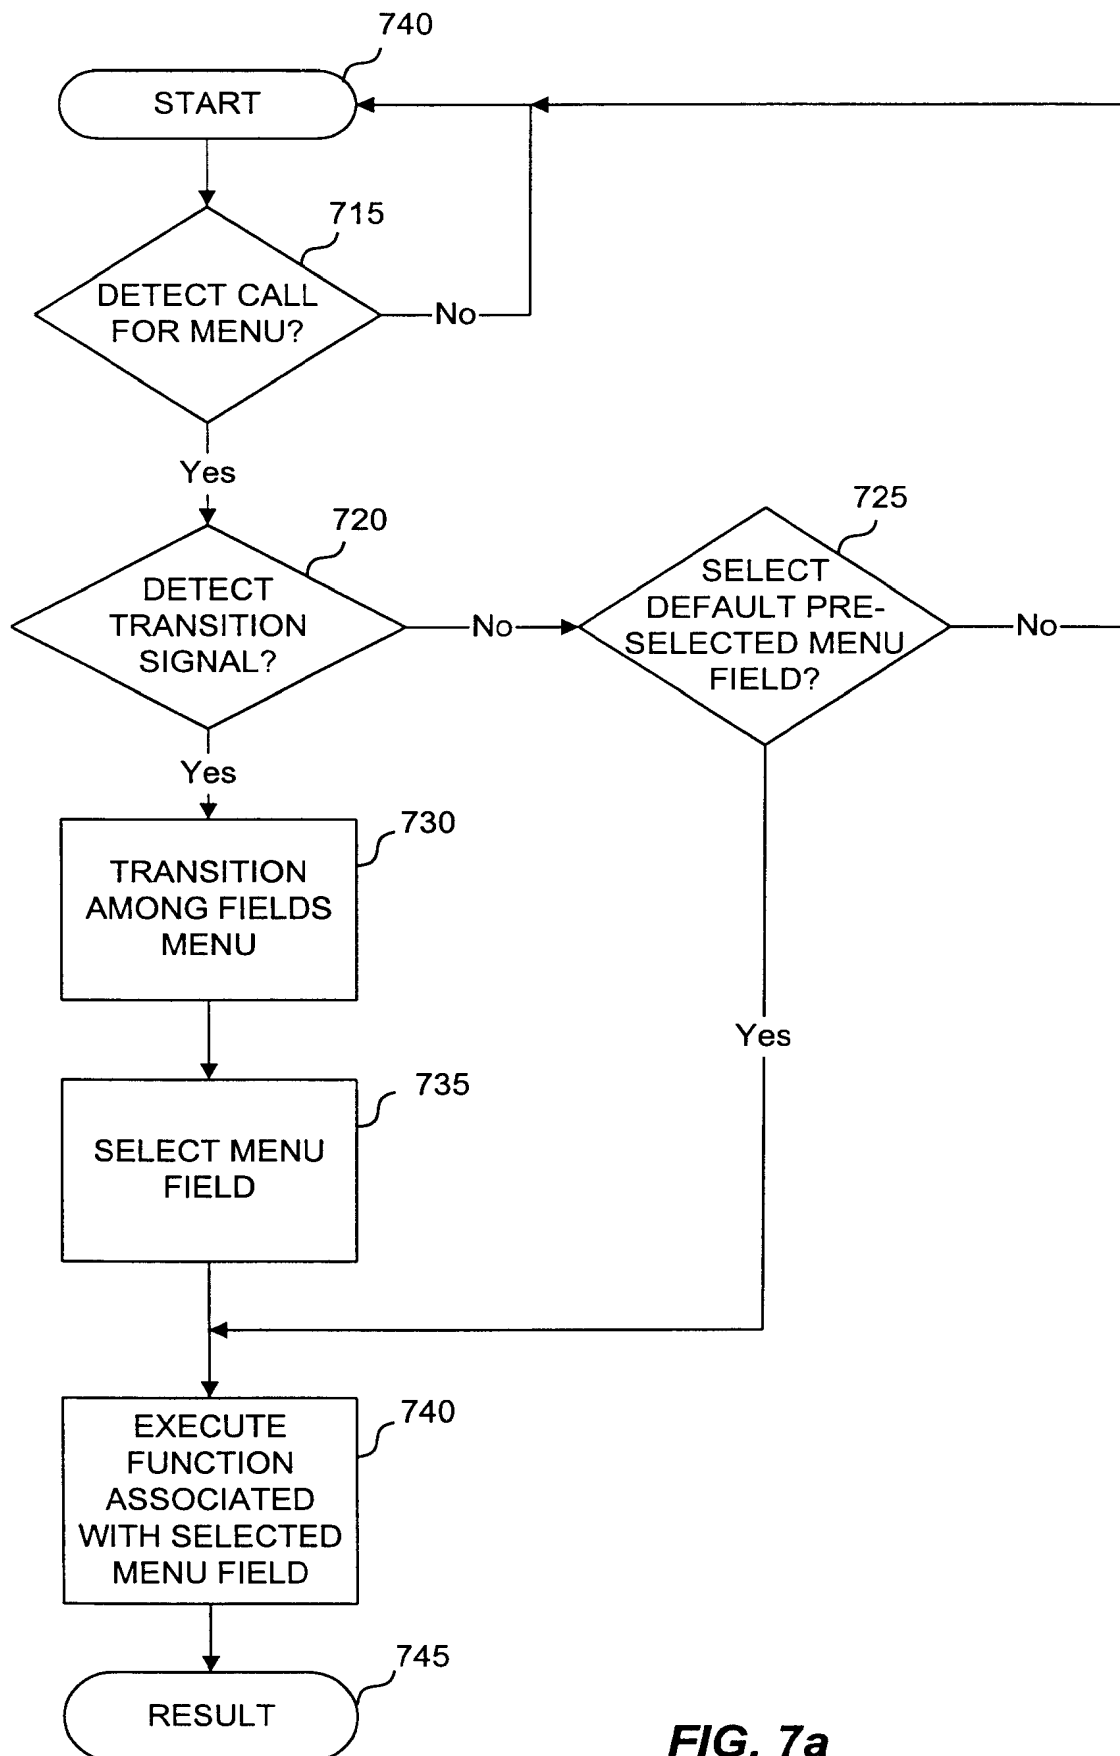 740
START
715
DETECT CALL
FOR MENU?
No
Yes
720
DETECT
TRANSITION
SIGNAL?
No
725
SELECT
DEFAULT PRE-
SELECTED MENU
FIELD?
No
Yes
730
TRANSITION
AMONG FIELDS
MENU
Yes
735
SELECT MENU
FIELD
740
EXECUTE
FUNCTION
ASSOCIATED
WITH SELECTED
MENU FIELD
745
RESULT
FIG. 7a